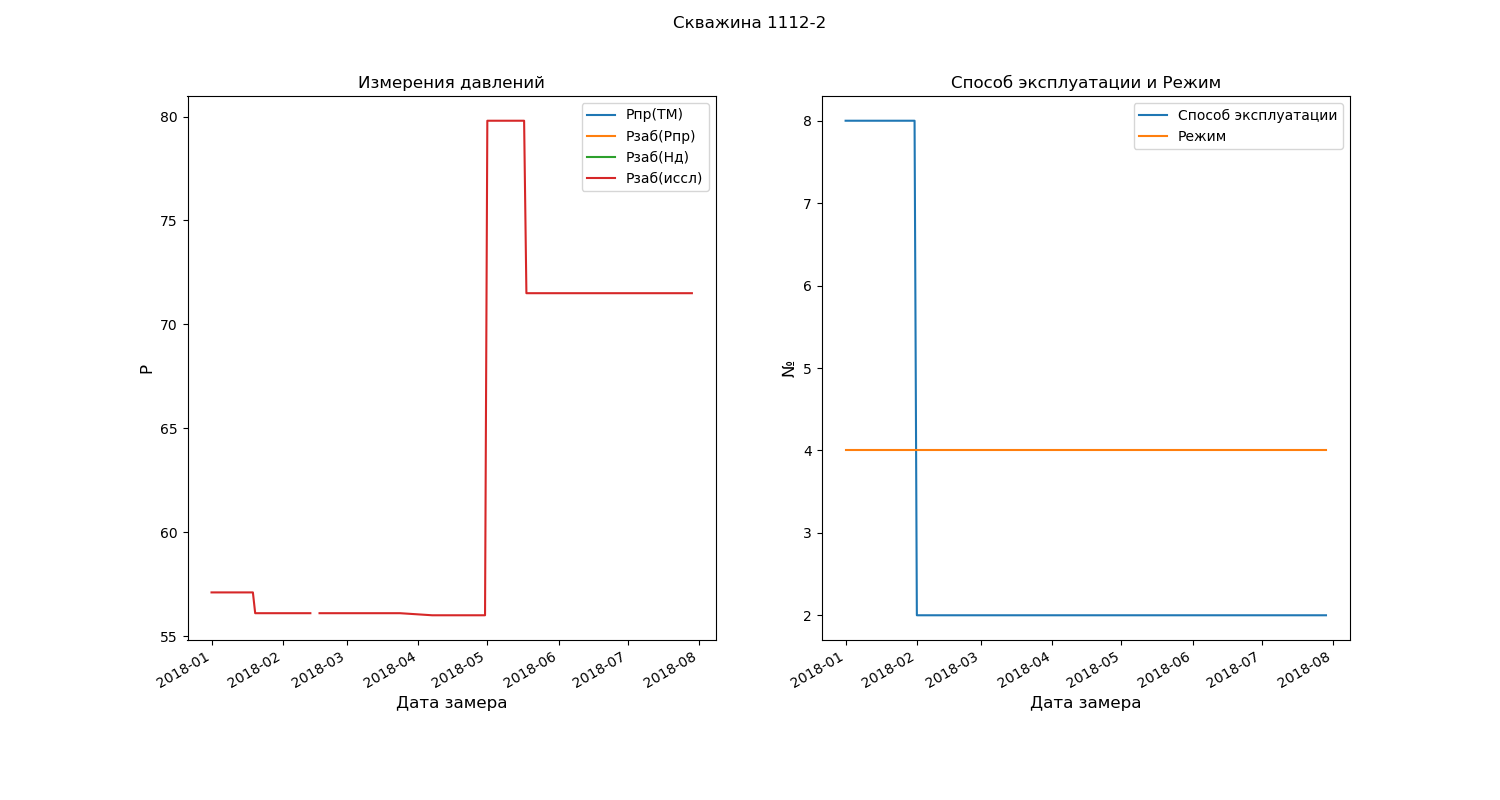 Скважина 1112-2
Измерения давлений
80
75
70
65
60
55
P
Рпр(ТМ)
Рзаб(Рпр)
Рзаб(Нд)
Рзаб(иссл)
2018-01
2018-02
2018-03
2018-04
2018-05
2018-06
2018-07
2018-08
Дата замера
Способ эксплуатации и Режим
8
7
6
5
4
3
2
№
Способ эксплуатации
Режим
2018-01
2018-02
2018-03
2018-04
2018-05
2018-06
2018-07
2018-08
Дата замера